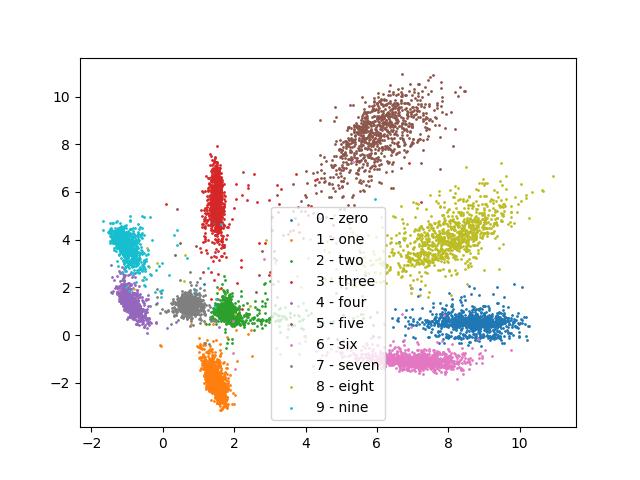 10
8
6
4
2
0
−2
0 - zero
1 - one
2 - two
3 - three
4 - four
5 - five
6 - six
7 - seven
8 - eight
9 - nine
−2 0 2 4 6 8 10